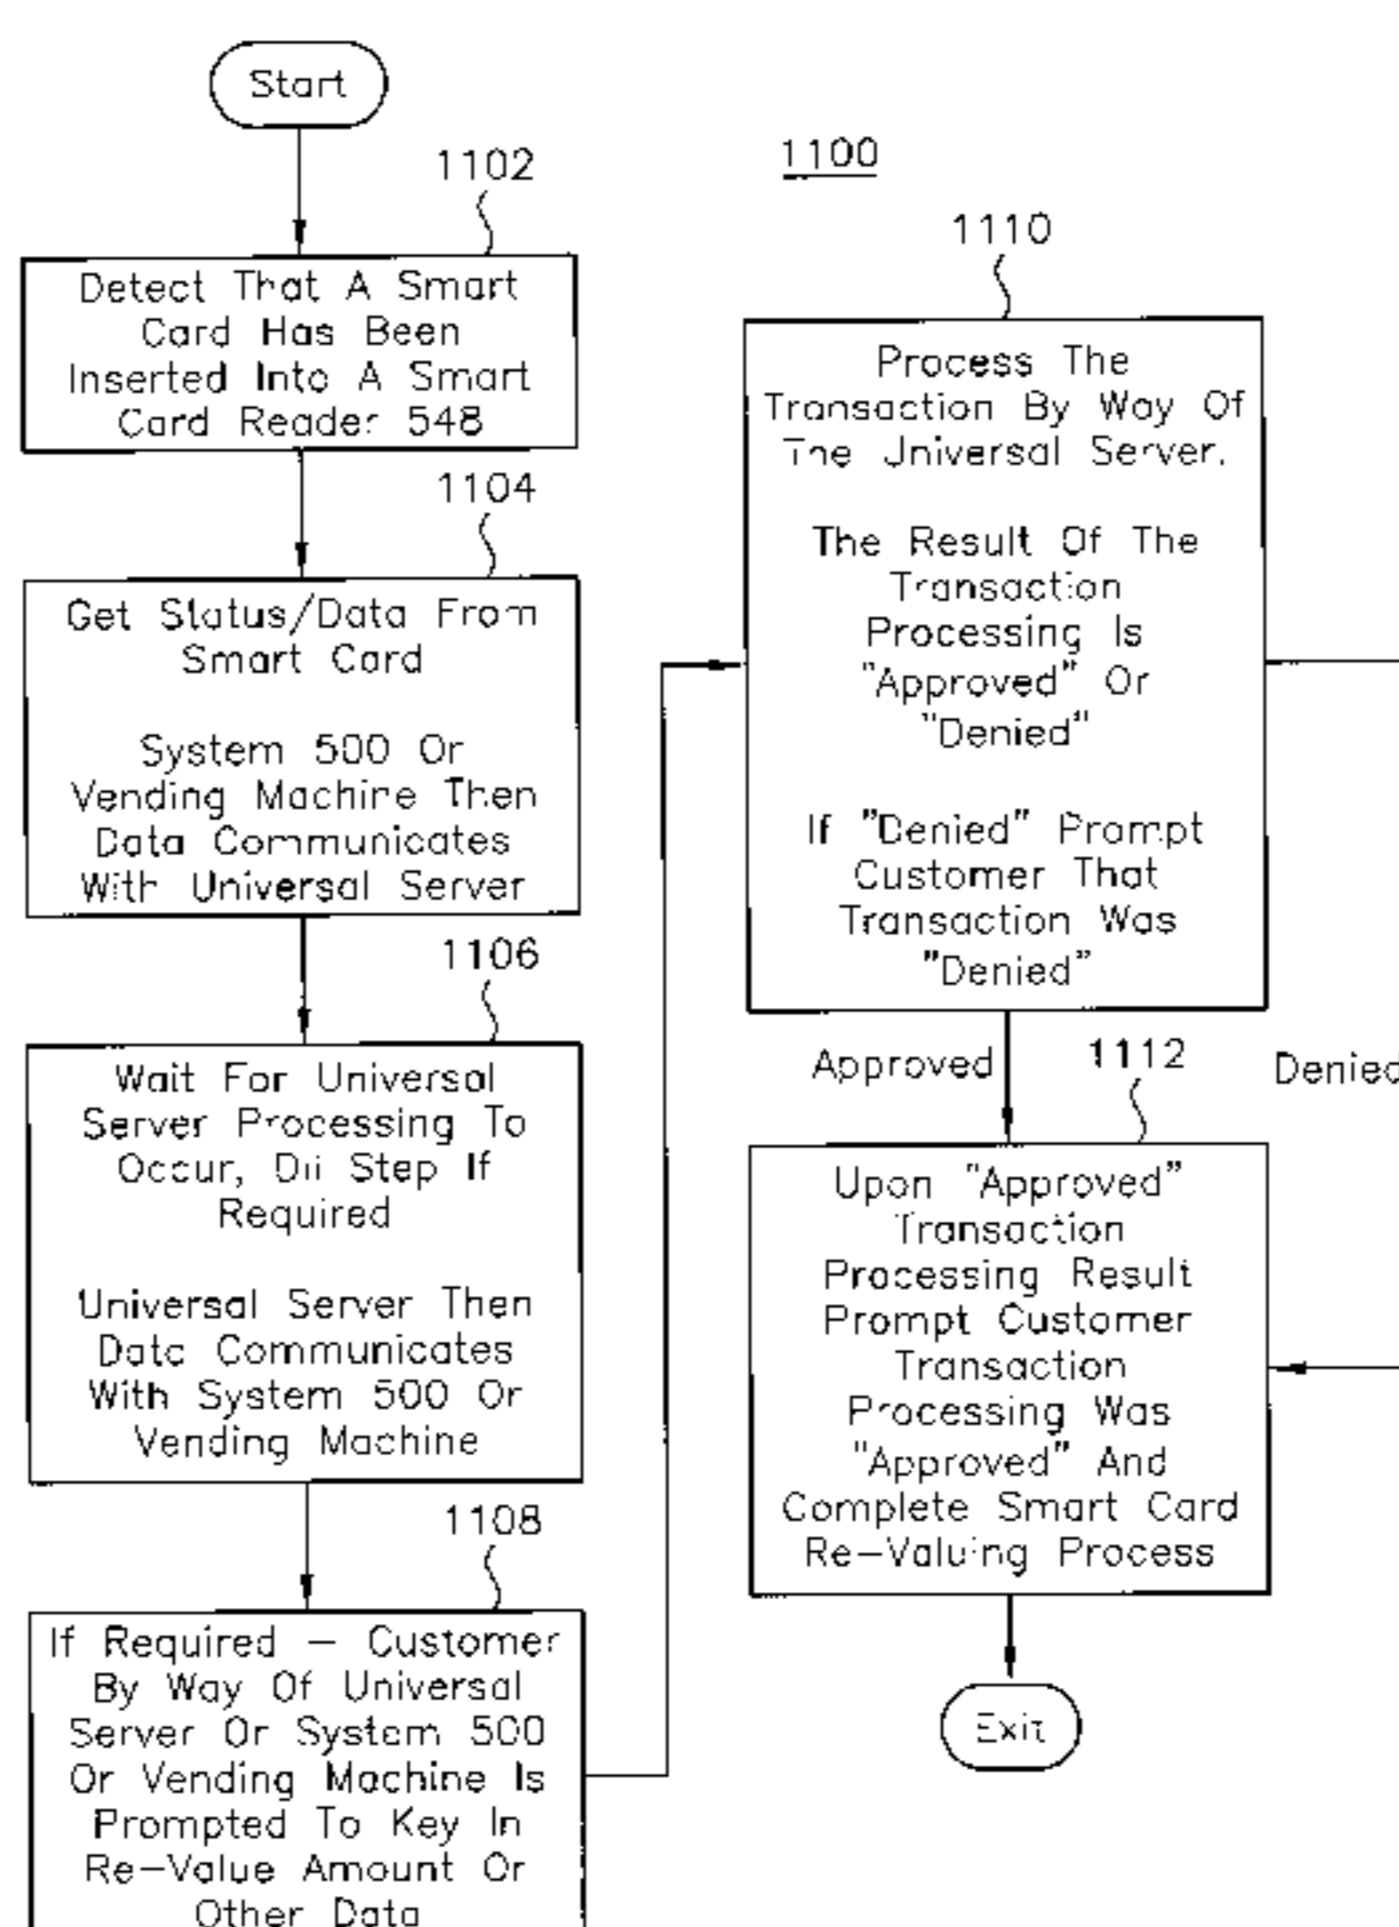 Start
1102
Detect That A Smart
Card Has Been
Inserted Into A Smart
Card Reader 548
1104
Get Status/Data From
Smart Card
System 500 Or
Vending Machine Then
Data Communicates
With Universal Server
1106
Wait For Universal
Server Processing To
Occur, Step If
Required
Universal Server Then
Data Communicates
With System 500 Or
Vending Machine
1108
If Required – Customer
By Way Of Universal
Server Or System 500
Or Vending Machine Is
Prompted To Key In
Re–Value Amount Or
Other Data
1100
1110
Process The
Transaction By Way Of
The Universal Server.
The Result Of The
Transaction
Processing Is
"Approved" Or
"Denied"
If "Denied" Prompt
Customer That
Transaction Was
"Denied"
Approved
1112
Denied
Upon "Approved"
Transaction
Processing Result
Prompt Customer
Transaction
Processing Was
"Approved" And
Complete Smart Card
Re–Valuing Process
Exit